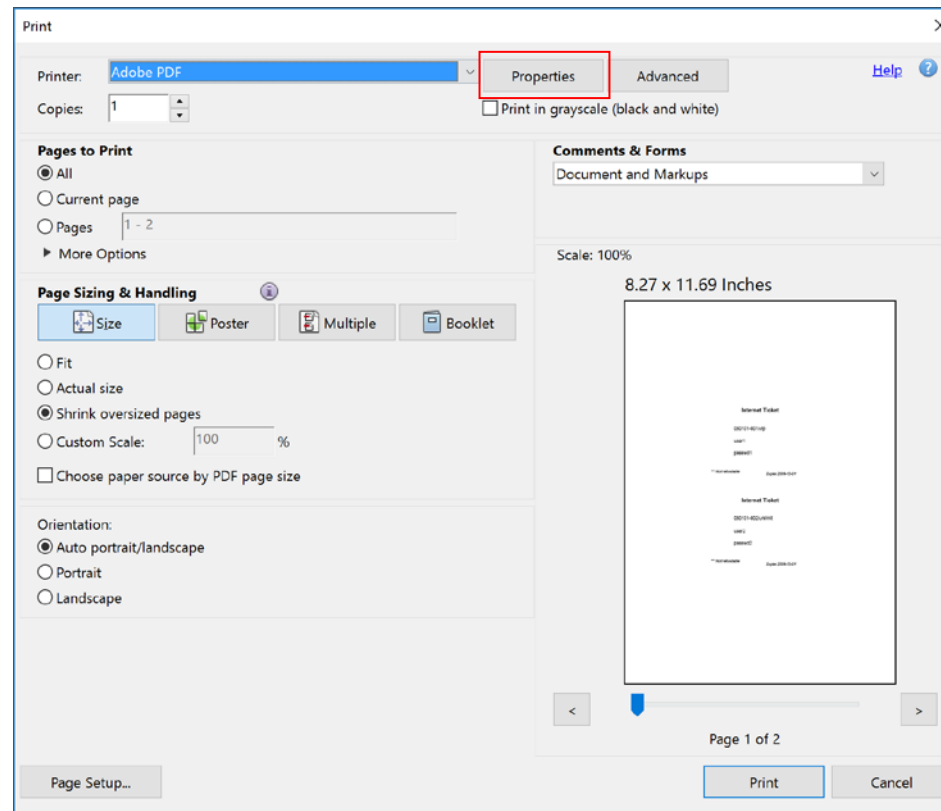 Print
Printer: Adobe PDF Properties Advanced Help ?
Copies: 1 Print in grayscale (black and white)
Pages to Print
All
Current page
Pages 1 - 2
More Options
Comments & Forms
Document and Markups
Scale: 100%
8.27 x 11.69 Inches
Page Sizing & Handling i
Size Poster Multiple Booklet
Fit
Actual size
Shrink oversized pages
Custom Scale: 100 %
Choose paper source by PDF page size
Orientation:
Auto portrait/landscape
Portrait
Landscape
Internet Ticket
user1
Internet Ticket
< >
Page 1 of 2
Page Setup... Print Cancel